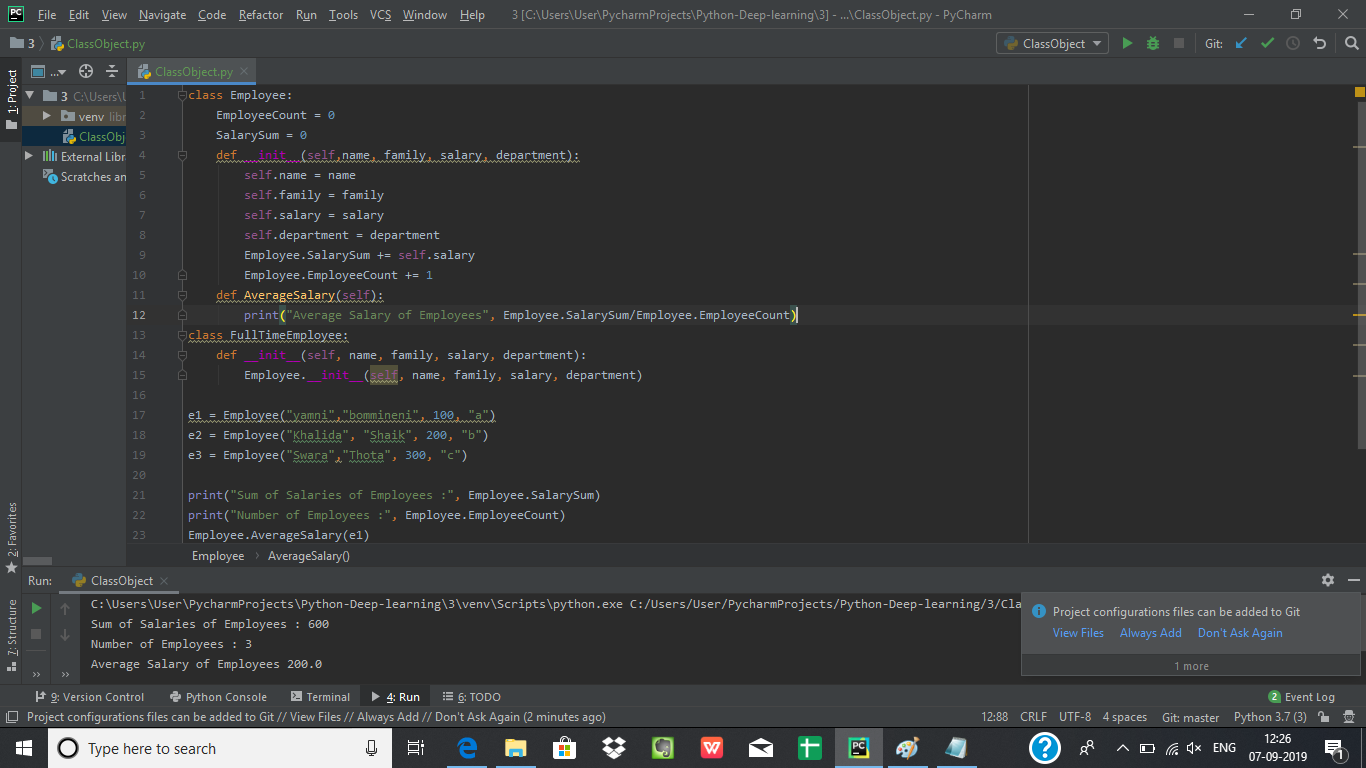 File Edit View Navigate Code Refactor Run Tools VCS Window Help 3 [C:\Users\User\PycharmProjects\Python-Deep-learning\3] - ...\ClassObject.py - PyCharm
3 ClassObject.py ClassObject Git:
1: Project ... ClassObject.py
3 C:\Users\U
venv libr
ClassObj
External Libr
Scratches an
1 class Employee:
2 EmployeeCount = 0
3 SalarySum = 0
4 def __init__(self,name, family, salary, department):
5 self.name = name
6 self.family = family
7 self.salary = salary
8 self.department = department
9 Employee.SalarySum += self.salary
10 Employee.EmployeeCount += 1
11 def AverageSalary(self):
12 print("Average Salary of Employees", Employee.SalarySum/Employee.EmployeeCount)
13 class FullTimeEmployee:
14 def __init__(self, name, family, salary, department):
15 Employee.__init__(self, name, family, salary, department)
16
17 e1 = Employee("yamni","bommineni", 100, "a")
18 e2 = Employee("Khalida", "Shaik", 200, "b")
19 e3 = Employee("Swara","Thota", 300, "c")
20
21 print("Sum of Salaries of Employees :", Employee.SalarySum)
22 print("Number of Employees :", Employee.EmployeeCount)
23 Employee.AverageSalary(e1)
Employee › AverageSalary()
2: Favorites
7: Structure
Run: ClassObject
C:\Users\User\PycharmProjects\Python-Deep-learning\3\venv\Scripts\python.exe C:/Users/User/PycharmProjects/Python-Deep-learning/3/Cla
Sum of Salaries of Employees : 600
Number of Employees : 3
Average Salary of Employees 200.0
Project configurations files can be added to Git
View Files Always Add Don't Ask Again
1 more
9: Version Control Python Console Terminal 4: Run 6: TODO 2 Event Log
Project configurations files can be added to Git // View Files // Always Add // Don't Ask Again (2 minutes ago) 12:88 CRLF UTF-8 4 spaces Git: master Python 3.7 (3)
Type here to search ENG 12:26
07-09-2019 1